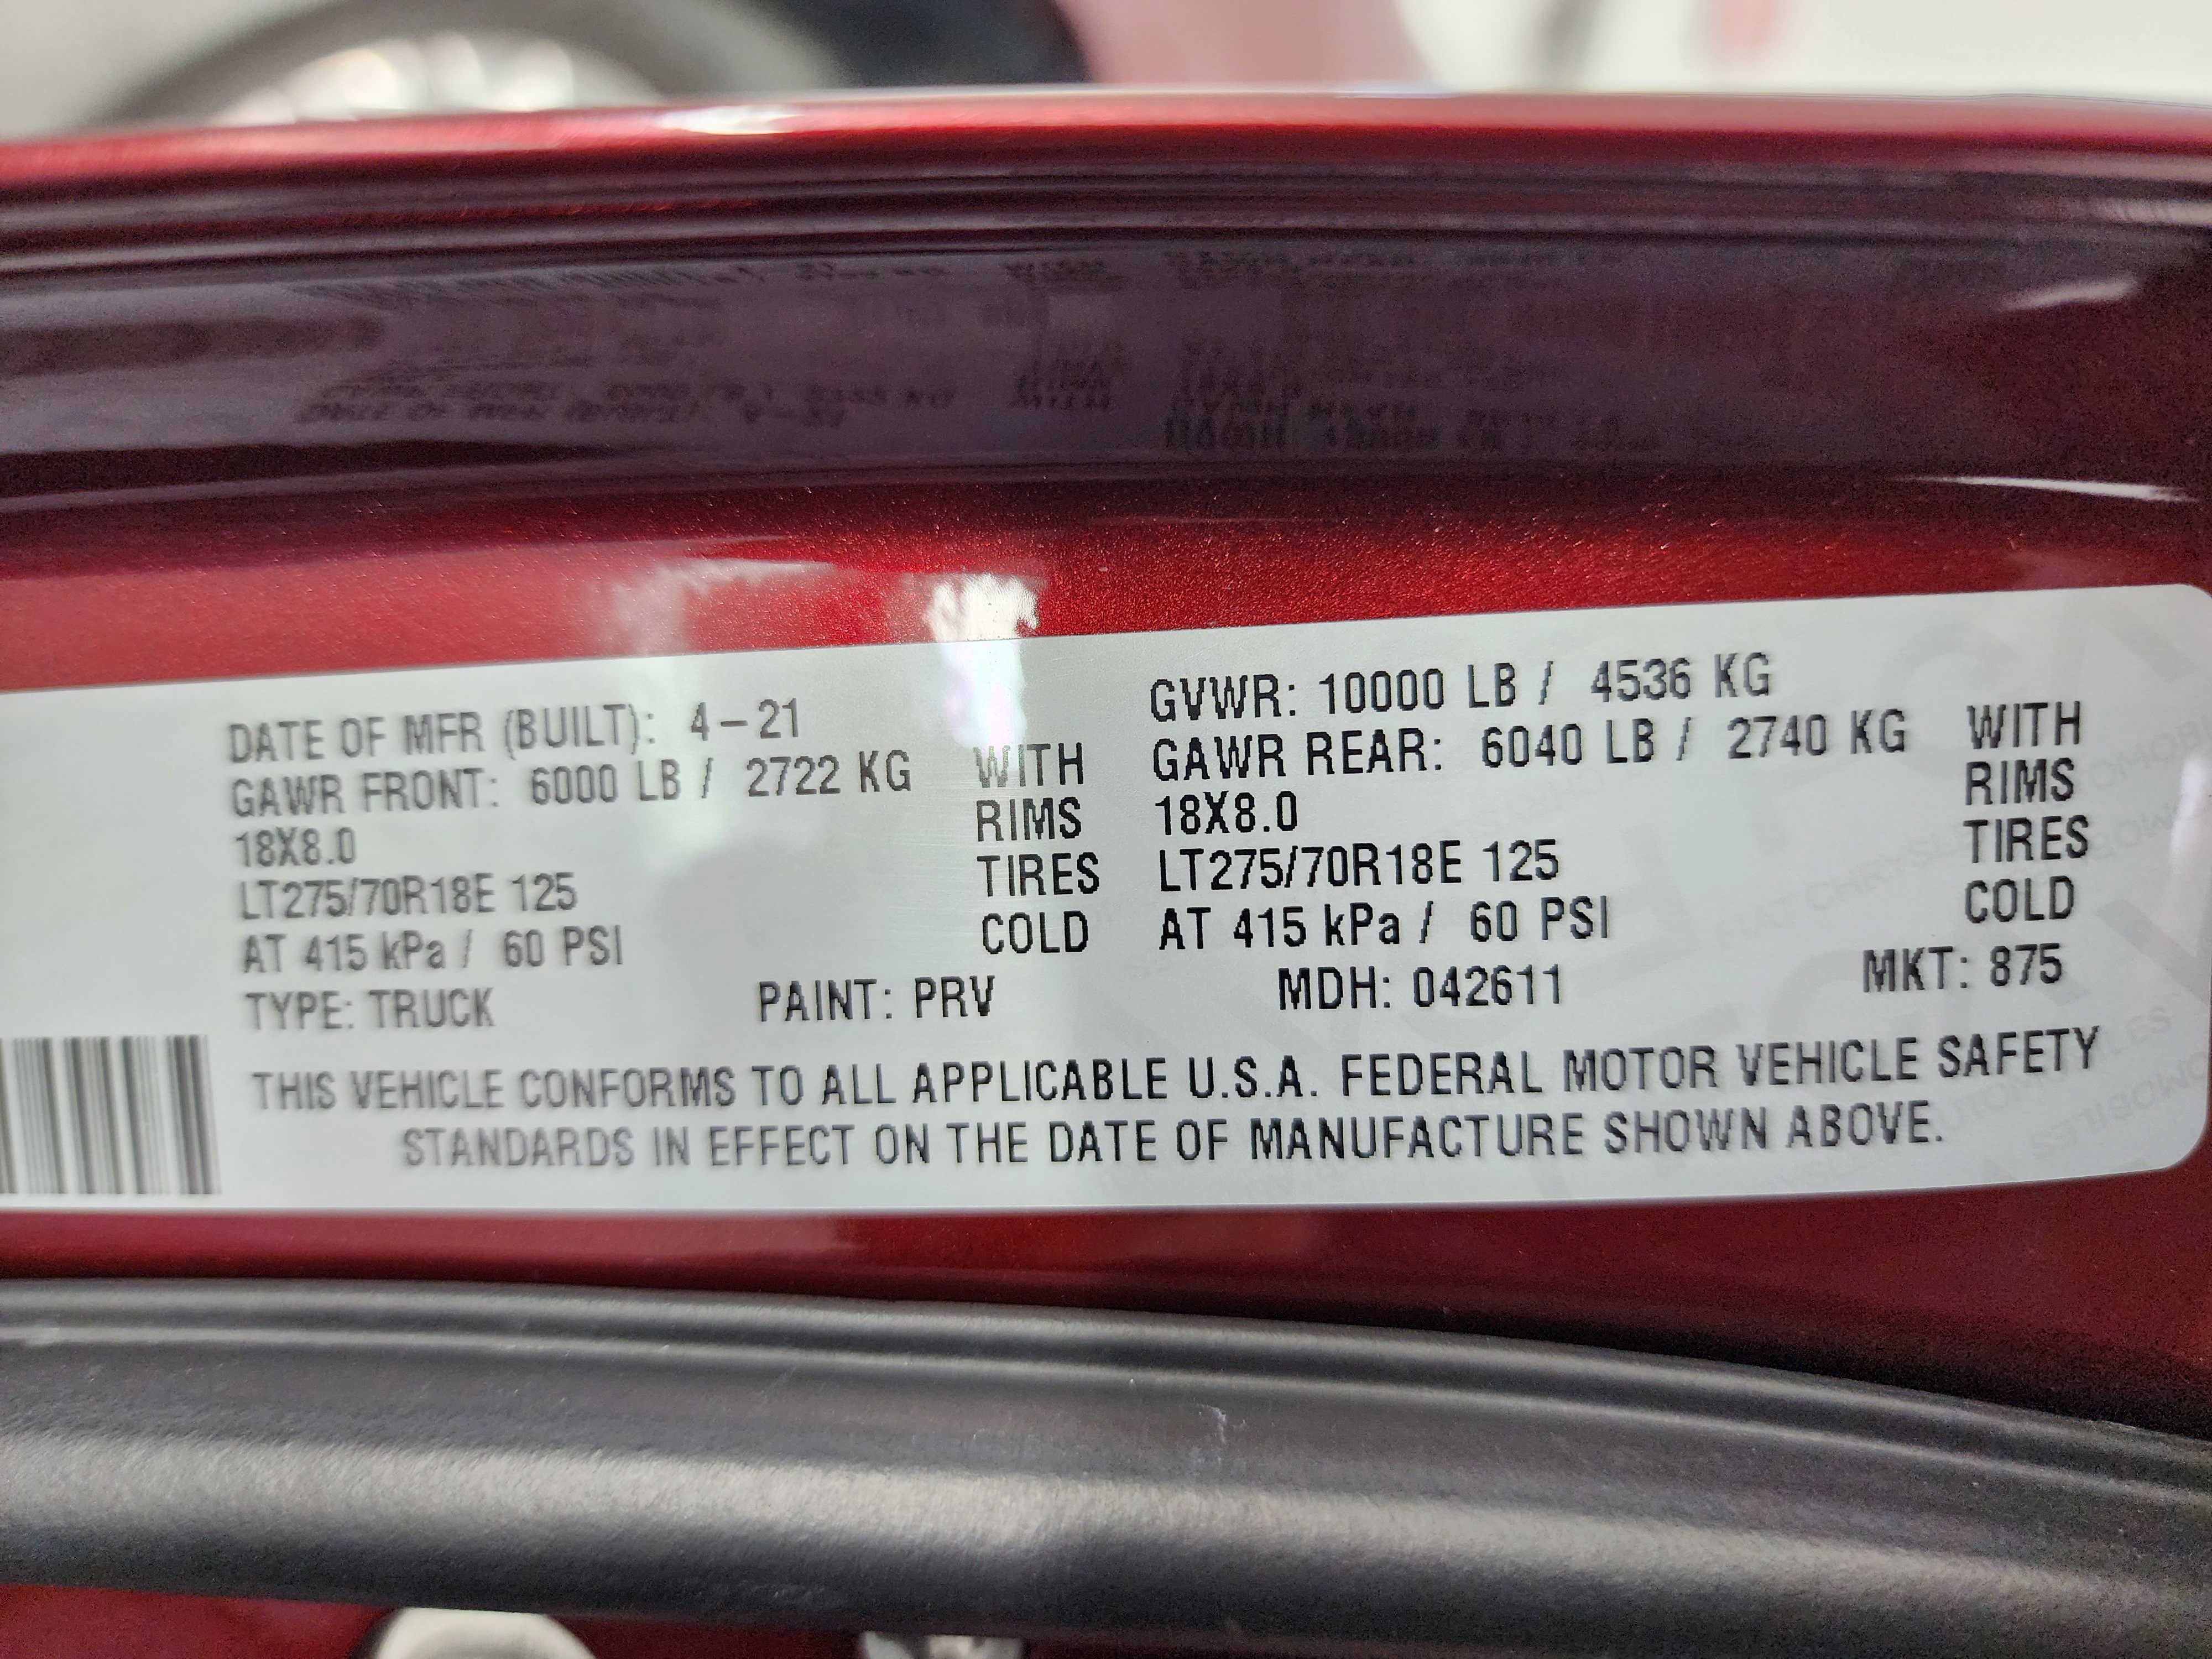 DATE OF MFR (BUILT): 4-21
GVWR: 10000 LB / 4536 KG
GAWR FRONT: 6000 LB / 2722 KG WITH
GAWR REAR: 6040 LB / 2740 KG WITH
18X8.0 RIMS
18X8.0 RIMS
LT275/70R18E 125 TIRES
LT275/70R18E 125 TIRES
AT 415 kPa / 60 PSI COLD
AT 415 kPa / 60 PSI COLD
TYPE: TRUCK PAINT: PRV MDH: 042611 MKT: 875
THIS VEHICLE CONFORMS TO ALL APPLICABLE U.S.A. FEDERAL MOTOR VEHICLE SAFETY
STANDARDS IN EFFECT ON THE DATE OF MANUFACTURE SHOWN ABOVE.